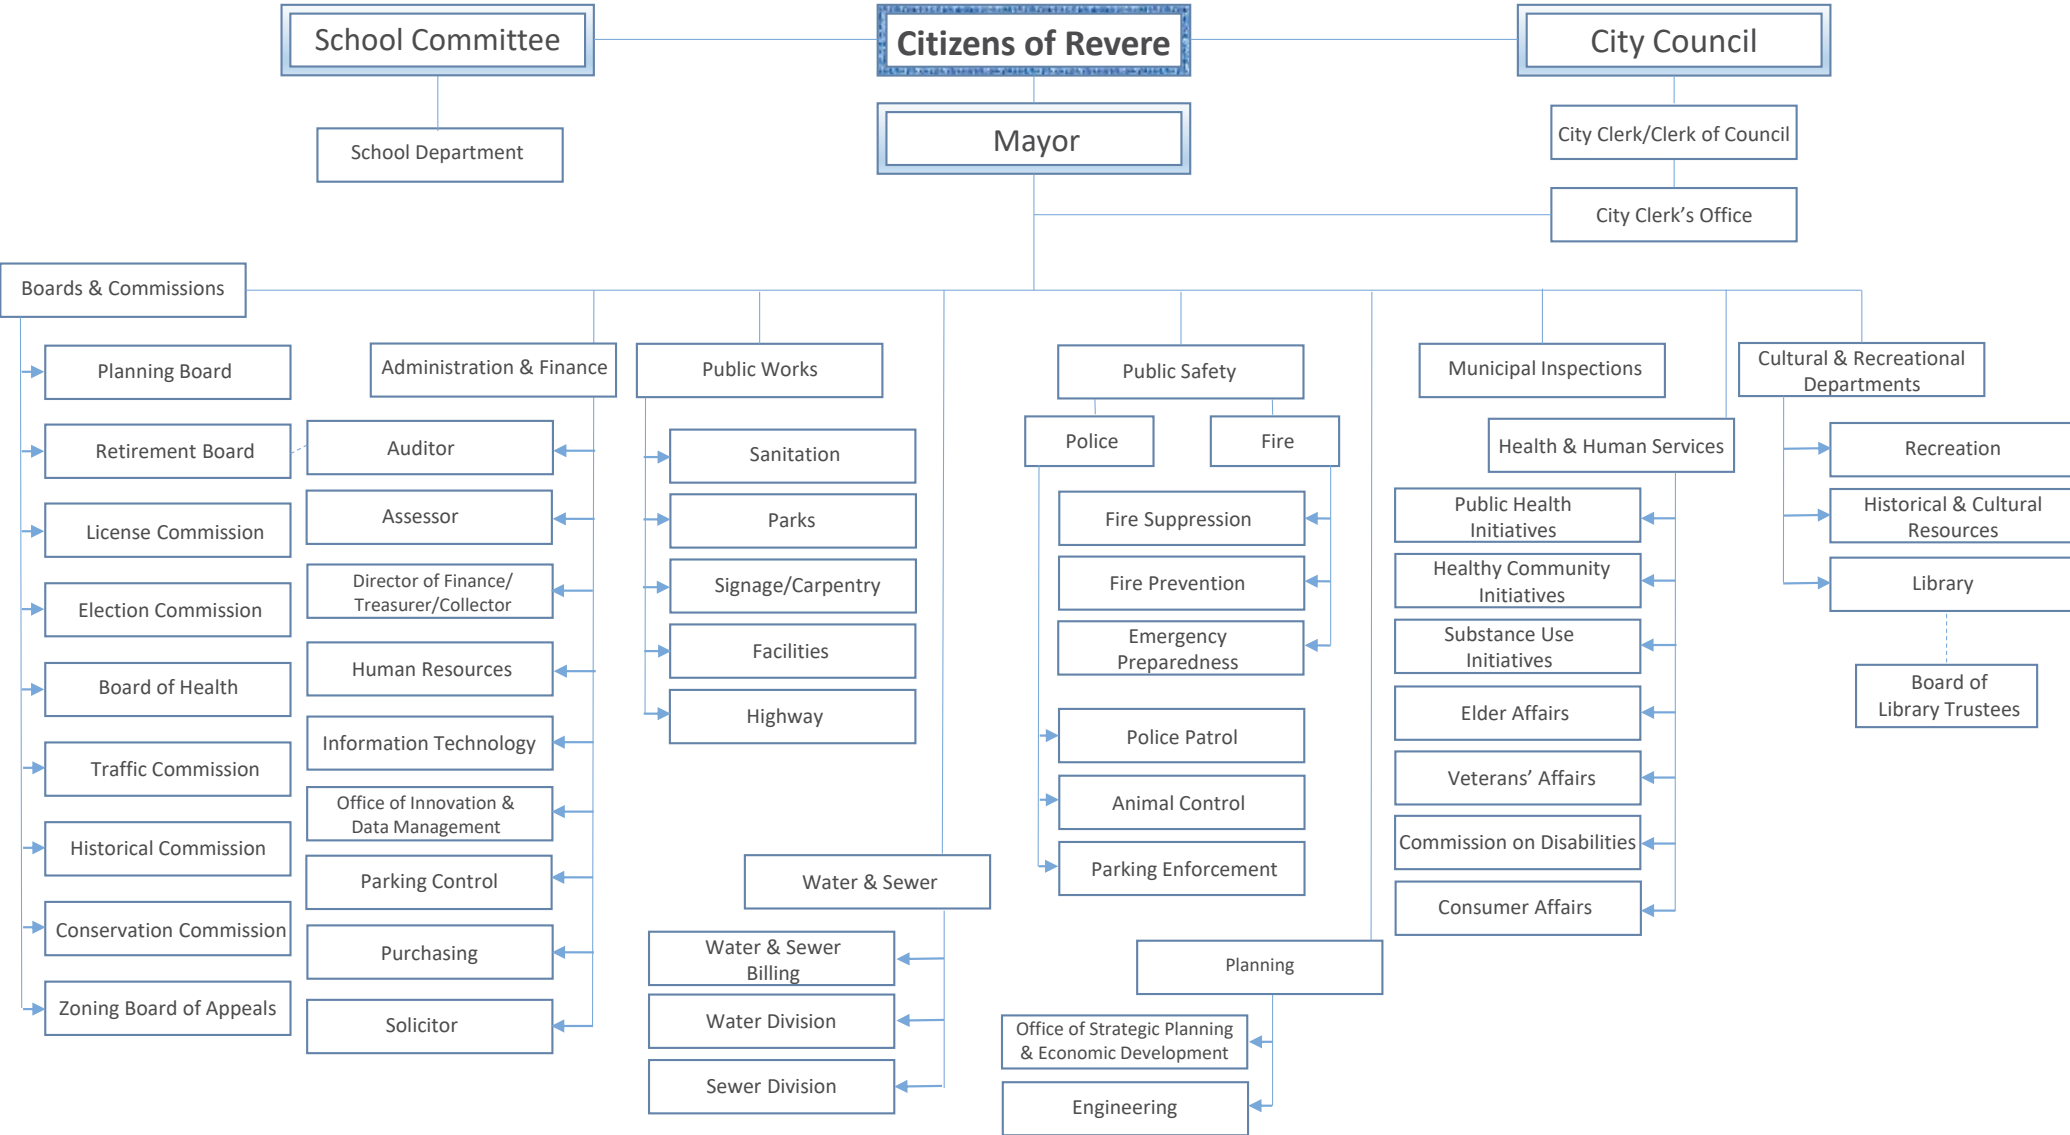 School Committee
Citizens of Revere
City Council
Mayor
School Department
City Clerk/Clerk of Council
City Clerk’s Office
Boards & Commissions
Planning Board
Retirement Board
License Commission
Election Commission
Board of Health
Traffic Commission
Historical Commission
Conservation Commission
Zoning Board of Appeals
Administration & Finance
Auditor
Assessor
Director of Finance/
Treasurer/Collector
Human Resources
Information Technology
Office of Innovation &
Data Management
Parking Control
Purchasing
Solicitor
Public Works
Sanitation
Parks
Signage/Carpentry
Facilities
Highway
Water & Sewer
Water & Sewer
Billing
Water Division
Sewer Division
Public Safety
Police
Fire
Fire Suppression
Fire Prevention
Emergency
Preparedness
Police Patrol
Animal Control
Parking Enforcement
Planning
Office of Strategic Planning
& Economic Development
Engineering
Municipal Inspections
Health & Human Services
Public Health
Initiatives
Healthy Community
Initiatives
Substance Use
Initiatives
Elder Affairs
Veterans’ Affairs
Commission on Disabilities
Consumer Affairs
Cultural & Recreational
Departments
Recreation
Historical & Cultural
Resources
Library
Board of
Library Trustees